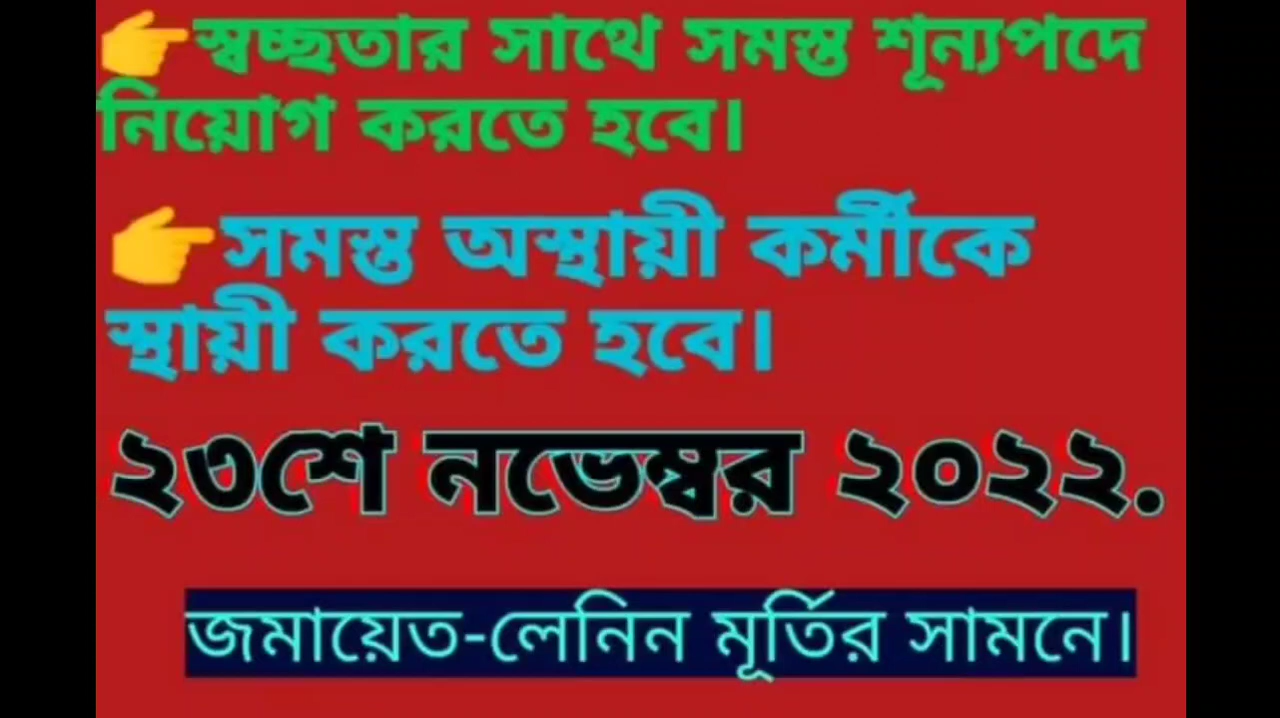 👉স্বচ্ছতার সাথে সমস্ত শূন্যপদে
নিয়োগ করতে হবে।
👉সমস্ত অস্থায়ী কর্মীকে
স্থায়ী করতে হবে।
২৩শে নভেম্বর ২০২২.
জমায়েত-লেনিন মূর্তির সামনে।